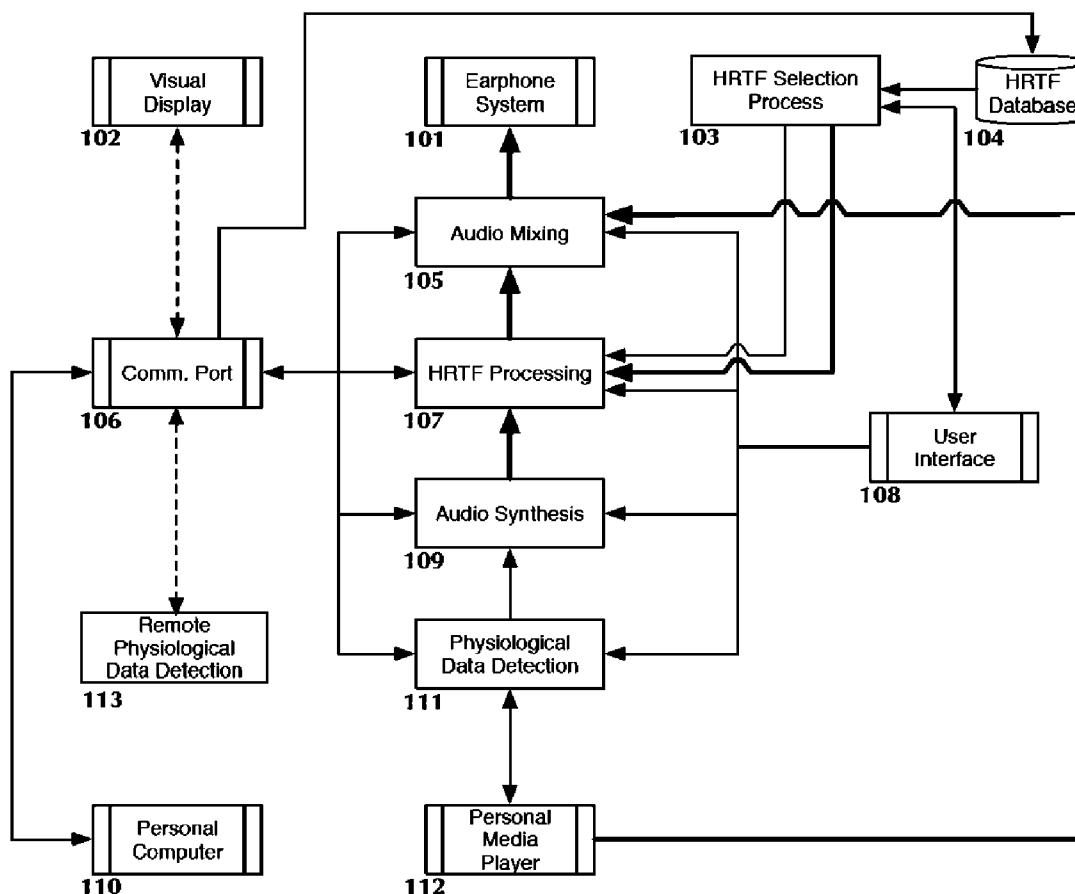 Visual
Display
102
Earphone
System
101
HRTF Selection
Process
103
HRTF
Database
104
Audio Mixing
105
Comm. Port
106
HRTF Processing
107
User
Interface
108
Audio Synthesis
109
Remote
Physiological
Data Detection
113
Physiological
Data Detection
111
Personal
Computer
110
Personal
Media
Player
112